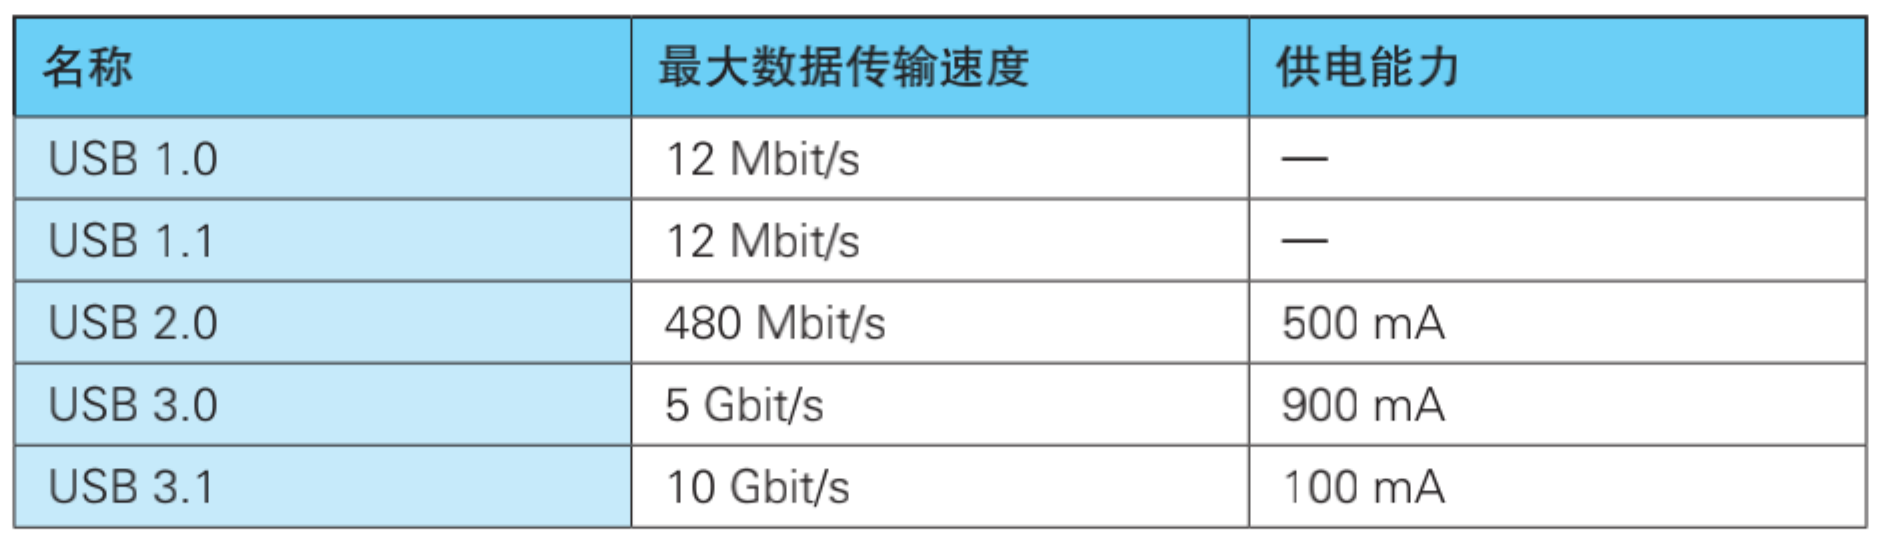 名称 最大数据传输速度 供电能力
USB 1.0 12 Mbit/s —
USB 1.1 12 Mbit/s —
USB 2.0 480 Mbit/s 500 mA
USB 3.0 5 Gbit/s 900 mA
USB 3.1 10 Gbit/s 100 mA